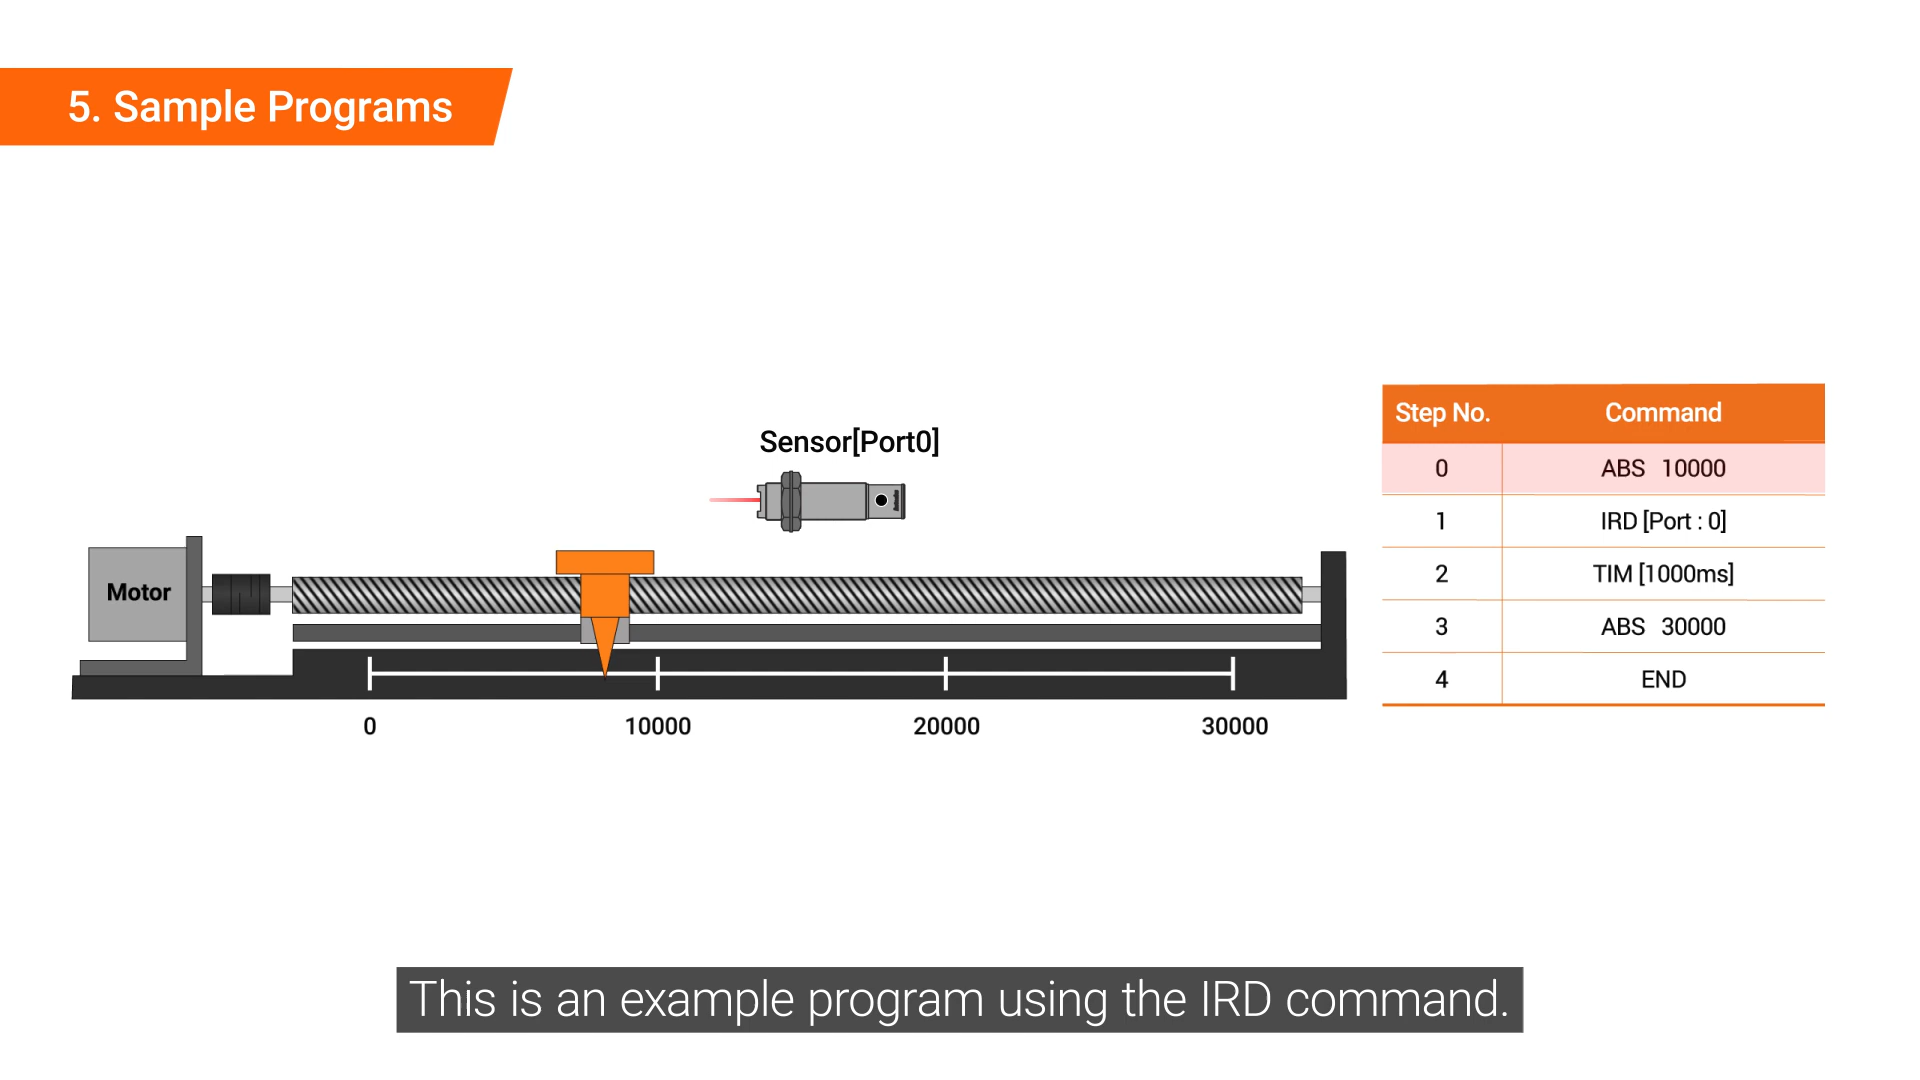 5. Sample Programs
Sensor[Port0]
Motor
0 10000 20000 30000
Step No. Command
0 ABS 10000
1 IRD [Port : 0]
2 TIM [1000ms]
3 ABS 30000
4 END
This is an example program using the IRD command.